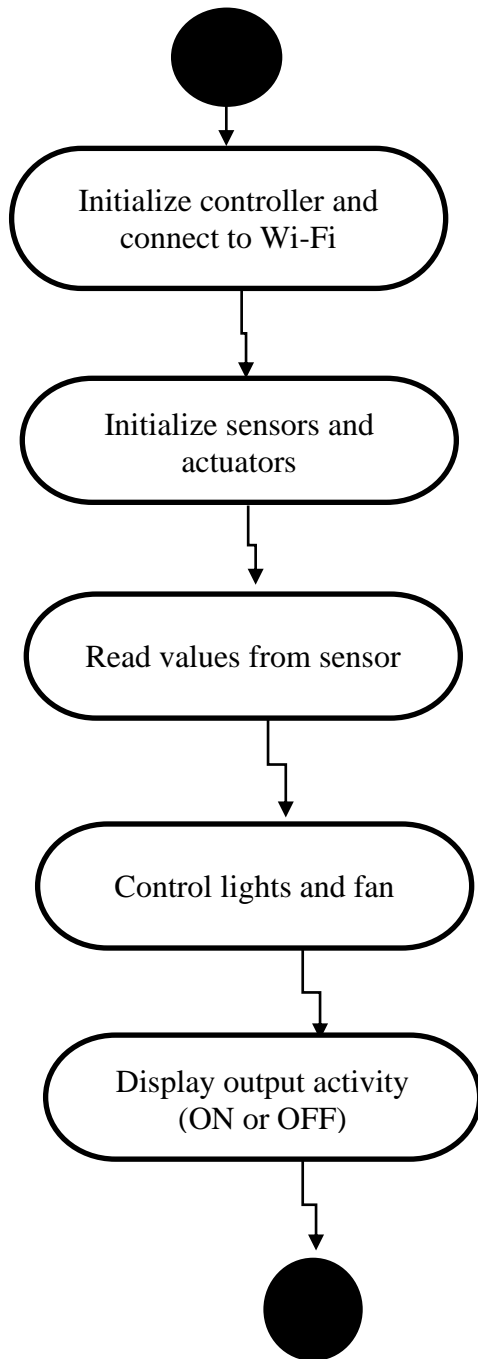 Initialize controller and
connect to Wi-Fi
Initialize sensors and
actuators
Read values from sensor
Control lights and fan
Display output activity
(ON or OFF)